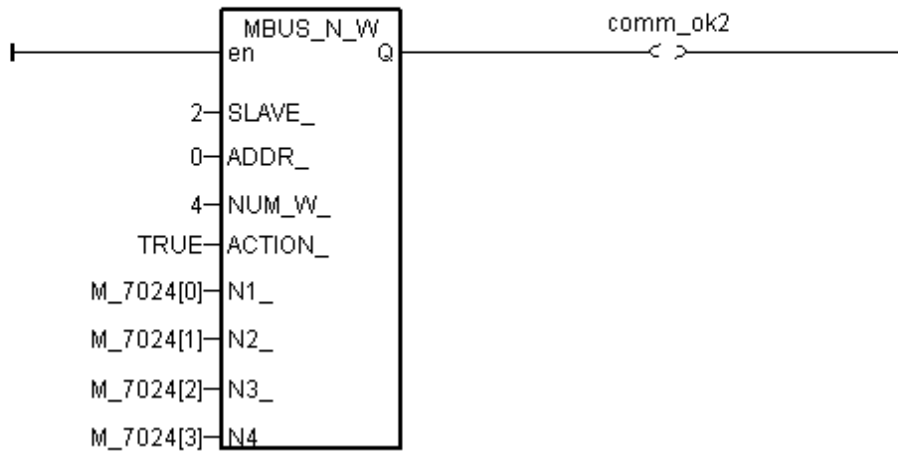 MBUS_N_W
comm_ok2
en Q
2 SLAVE_
0 ADDR_
4 NUM_W_
TRUE ACTION_
M_7024[0] N1_
M_7024[1] N2_
M_7024[2] N3_
M_7024[3] N4